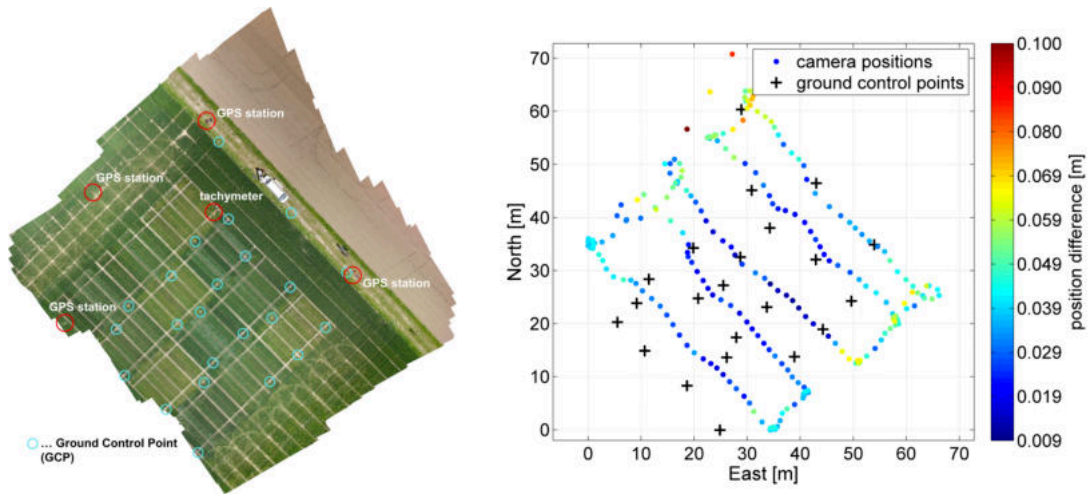 GPS station
GPS station
tachymeter
GPS station
GPS station
... Ground Control Point
(GCP)
camera positions
ground control points
North [m]
70
60
50
40
30
20
10
0
0 10 20 30 40 50 60 70
East [m]
0.100
0.090
0.080
0.069
0.059
0.049
0.039
0.029
0.019
0.009
position difference [m]